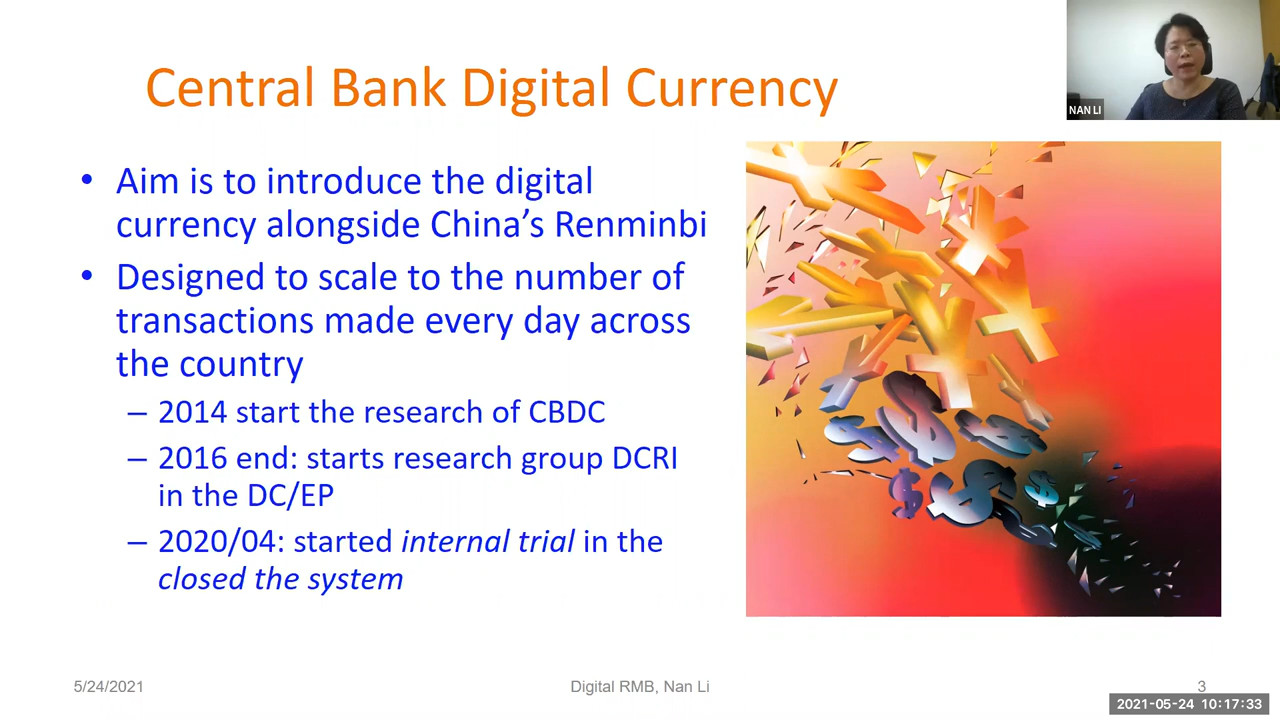 Central Bank Digital Currency
NAN LI
• Aim is to introduce the digital
currency alongside China's Renminbi
• Designed to scale to the number of
transactions made every day across
the country
– 2014 start the research of CBDC
– 2016 end: starts research group DCRI
in the DC/EP
– 2020/04: started internal trial in the
closed the system
5/24/2021
Digital RMB, Nan Li
3
2021-05-24 10:17:33